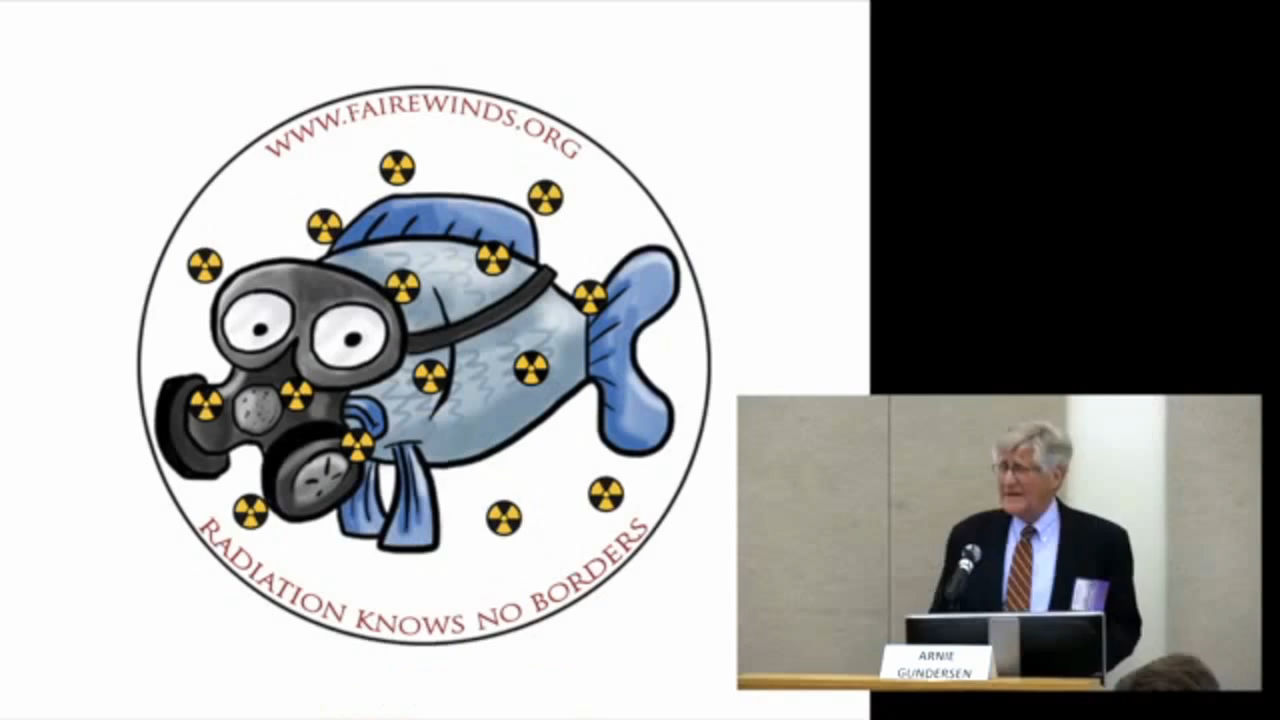 WWW.FAIREWINDS.ORG
RADIATION KNOWS NO BORDERS
ARNIE
GUNDERSEN